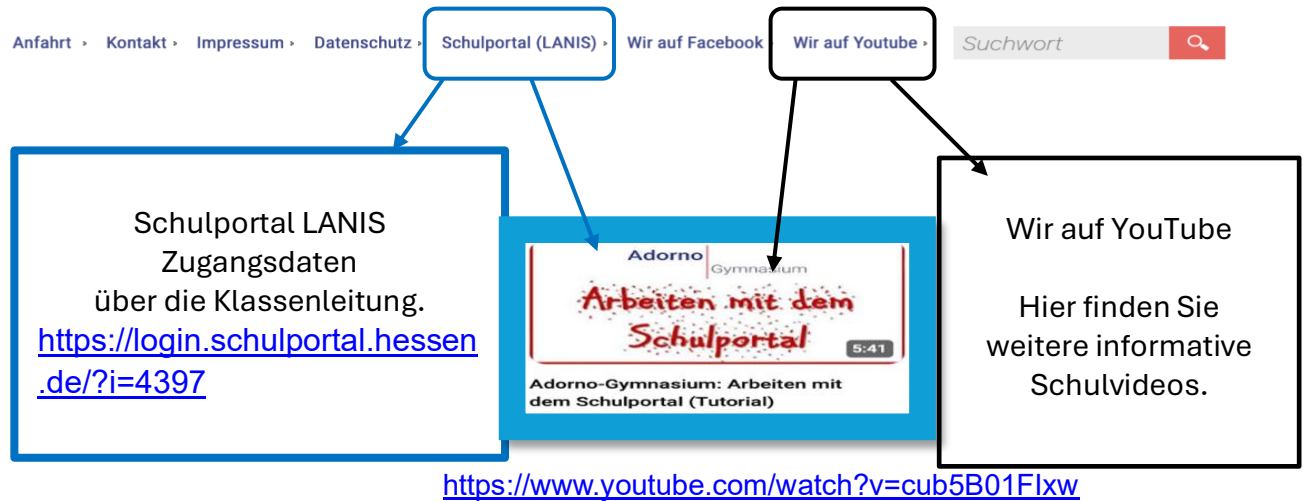 Anfahrt › Kontakt › Impressum › Datenschutz › Schulportal (LANIS) › Wir auf Facebook Wir auf Youtube › Suchwort
Schulportal LANIS
Zugangsdaten
über die Klassenleitung.
https://login.schulportal.hessen
.de/?i=4397
Adorno
Gymnasium
Arbeiten mit dem
Schulportal
5:41
Adorno-Gymnasium: Arbeiten mit
dem Schulportal (Tutorial)
Wir auf YouTube
Hier finden Sie
weitere informative
Schulvideos.
https://www.youtube.com/watch?v=cub5B01FIxw